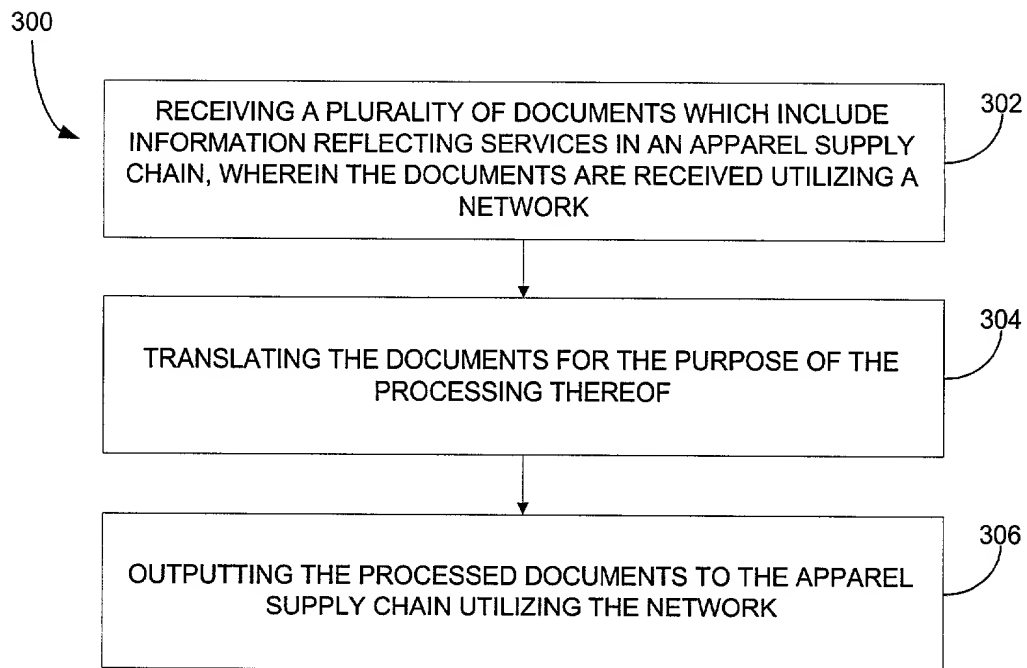 300
RECEIVING A PLURALITY OF DOCUMENTS WHICH INCLUDE
INFORMATION REFLECTING SERVICES IN AN APPAREL SUPPLY
CHAIN, WHEREIN THE DOCUMENTS ARE RECEIVED UTILIZING A
NETWORK
302
TRANSLATING THE DOCUMENTS FOR THE PURPOSE OF THE
PROCESSING THEREOF
304
OUTPUTTING THE PROCESSED DOCUMENTS TO THE APPAREL
SUPPLY CHAIN UTILIZING THE NETWORK
306